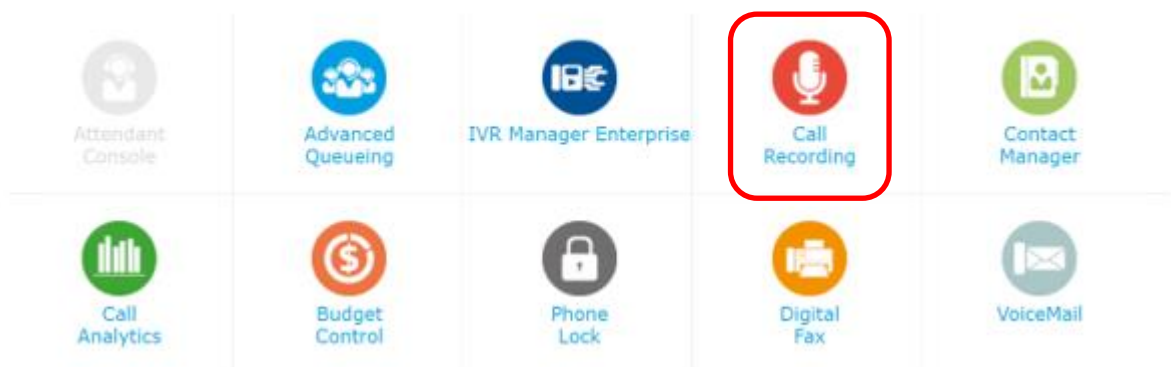 Attendant
Console
Advanced
Queueing
IVR Manager Enterprise
Call
Recording
Contact
Manager
Call
Analytics
Budget
Control
Phone
Lock
Digital
Fax
VoiceMail